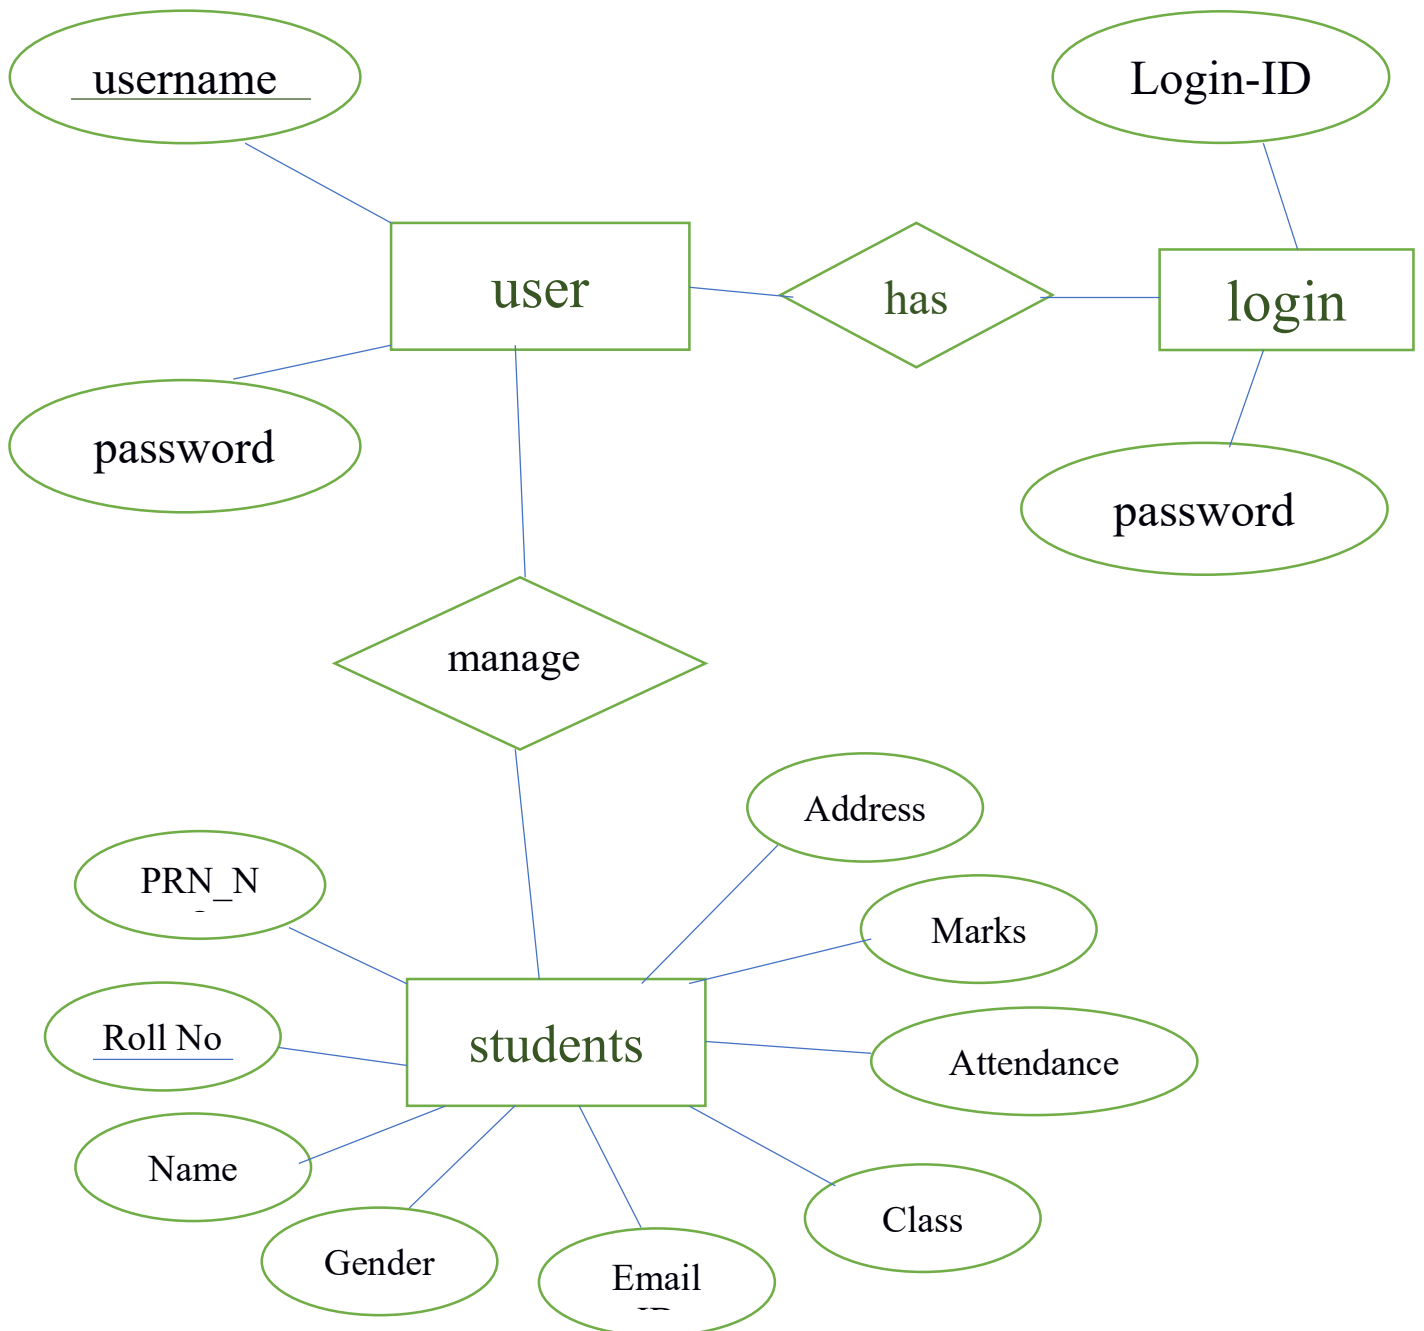 username
Login-ID
user
has
login
password
password
manage
Address
PRN_N
Marks
Roll No
students
Attendance
Name
Class
Gender
Email